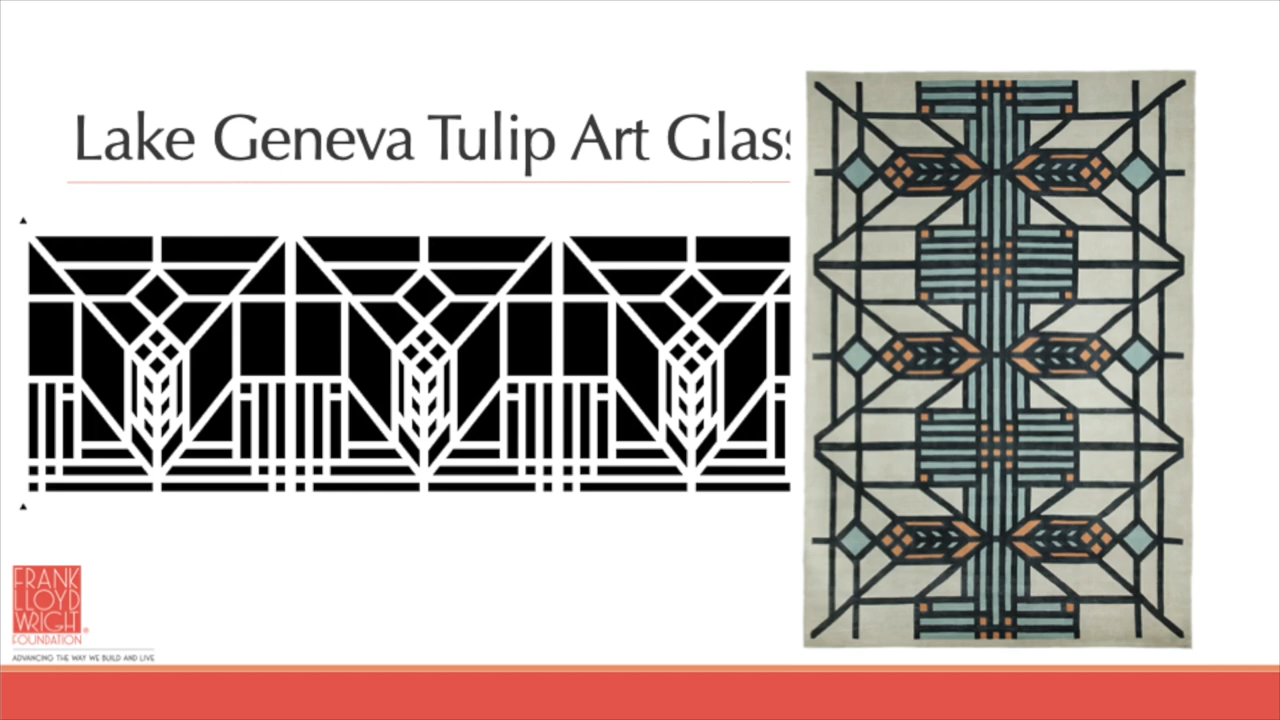 Lake Geneva Tulip Art Glass
FRANK
LLOYD
WRIGHT
FOUNDATION®
ADVANCING THE WAY WE BUILD AND LIVE